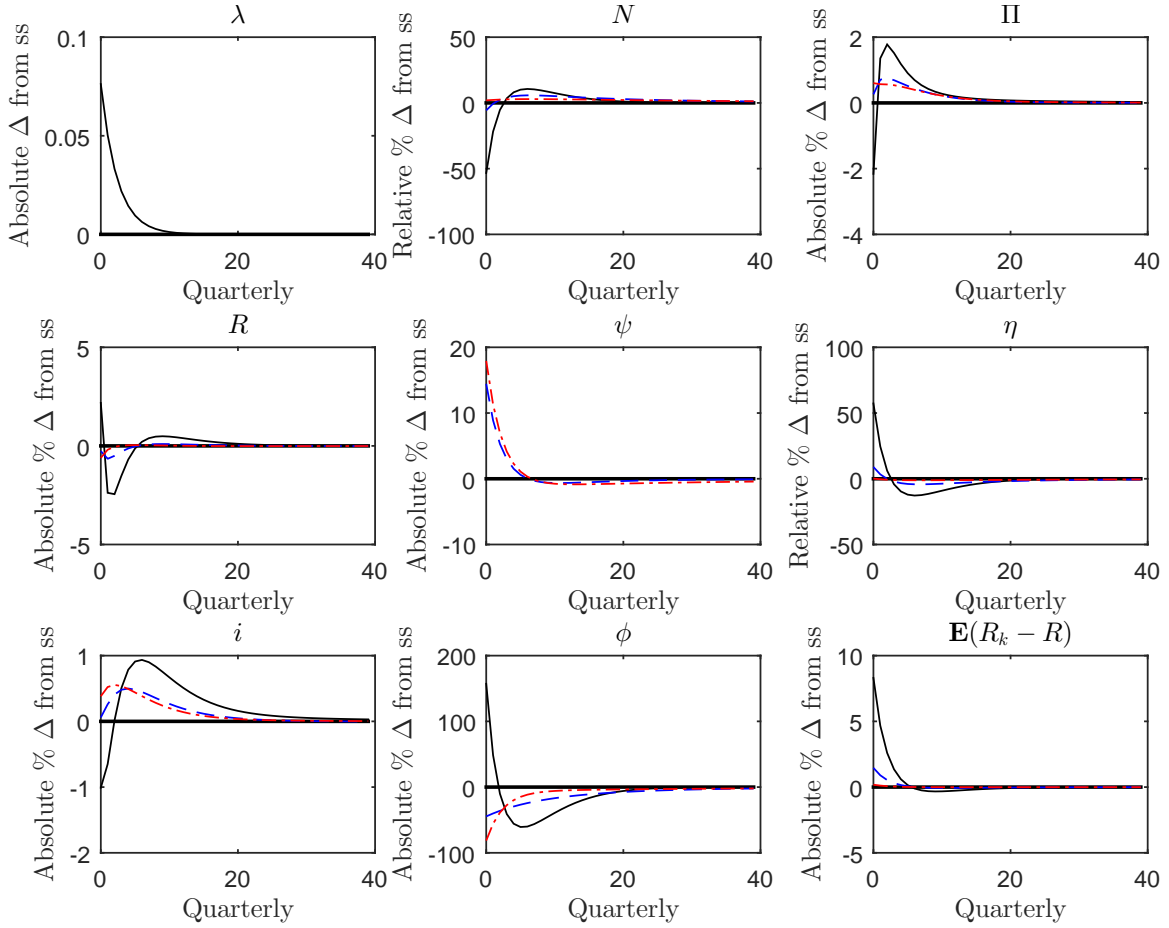 λ
Absolute Δ from ss
0.1
0.05
0
0 20 40
Quarterly
N
Relative % Δ from ss
50
0
-50
-100
0 20 40
Quarterly
Π
Absolute % Δ from ss
2
0
-2
-4
0 20 40
Quarterly
R
Absolute % Δ from ss
5
0
-5
0 20 40
Quarterly
ψ
Absolute % Δ from ss
20
10
0
-10
0 20 40
Quarterly
η
Relative % Δ from ss
100
50
0
-50
0 20 40
Quarterly
i
Absolute % Δ from ss
1
0
-1
-2
0 20 40
Quarterly
ϕ
Absolute % Δ from ss
200
100
0
-100
0 20 40
Quarterly
E(R_k − R)
Absolute % Δ from ss
10
5
0
-5
0 20 40
Quarterly